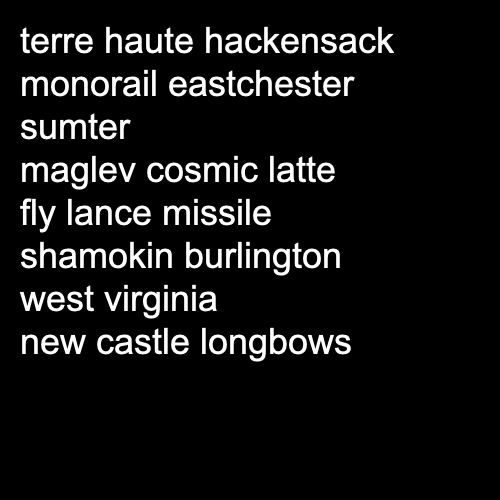 terre haute hackensack
monorail eastchester
sumter
maglev cosmic latte
fly lance missile
shamokin burlington
west virginia
new castle longbows